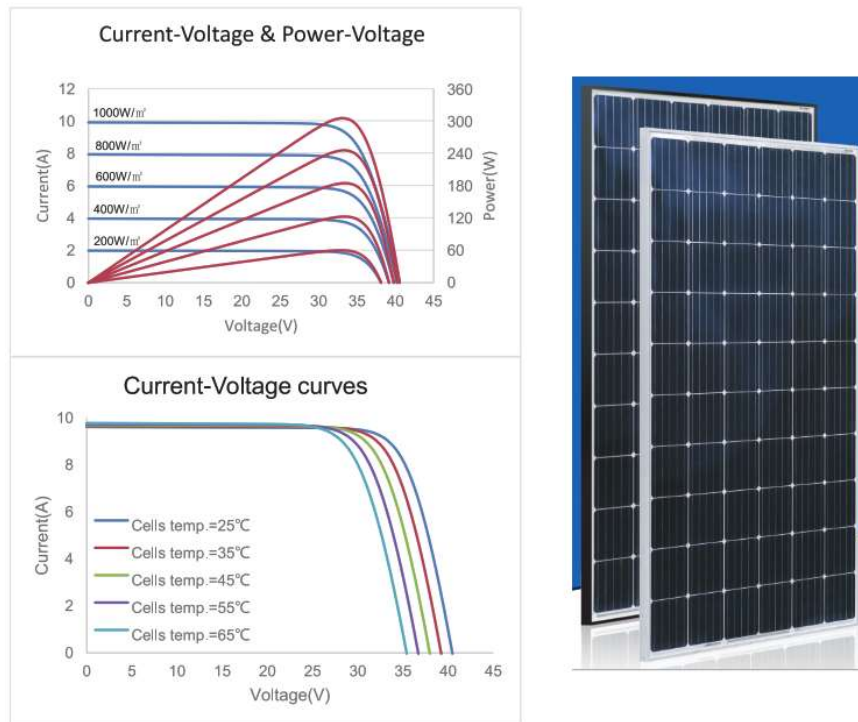 Current-Voltage & Power-Voltage
12
10
8
6
4
2
0
Current(A)
1000W/㎡
800W/㎡
600W/㎡
400W/㎡
200W/㎡
360
300
240
180
120
60
0
Power(W)
0 5 10 15 20 25 30 35 40 45
Voltage(V)
Current-Voltage curves
10
8
6
4
2
0
Current(A)
Cells temp.=25℃
Cells temp.=35℃
Cells temp.=45℃
Cells temp.=55℃
Cells temp.=65℃
0 5 10 15 20 25 30 35 40 45
Voltage(V)